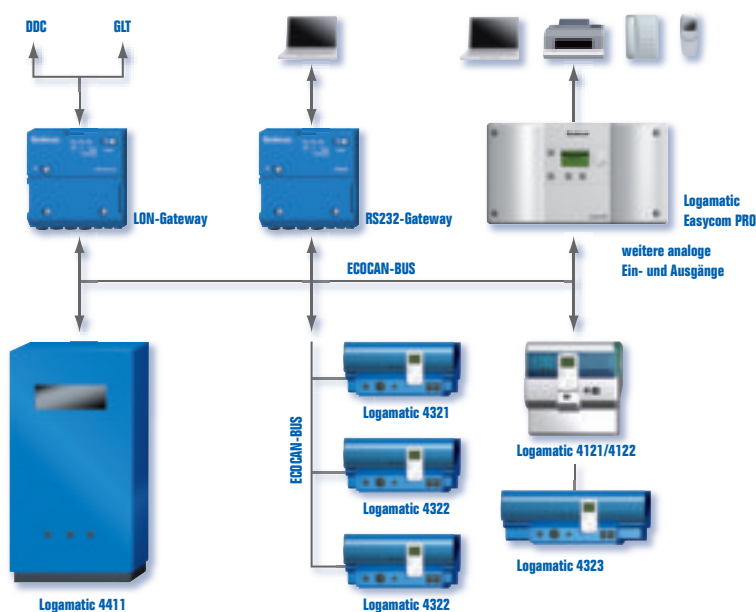 DDC
GLT
LON-Gateway
RS232-Gateway
Logamatic
Easycom PRO
weitere analoge
Ein- und Ausgänge
ECOCAN-BUS
ECOCAN-BUS
Logamatic 4321
Logamatic 4121/4122
Logamatic 4322
Logamatic 4323
Logamatic 4411
Logamatic 4322